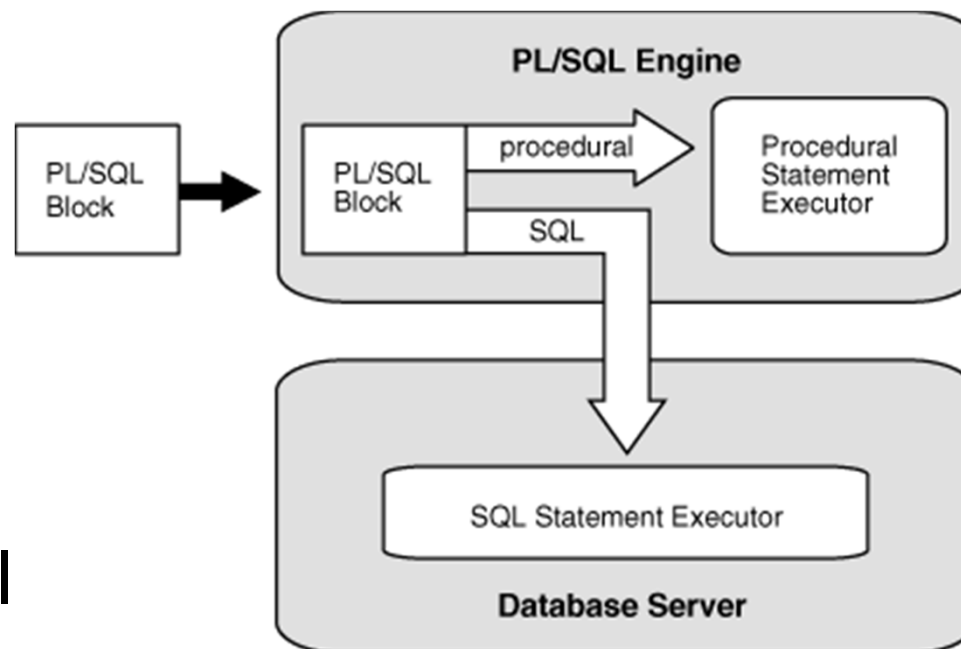 PL/SQL Engine
PL/SQL
Block
PL/SQL
Block
procedural
SQL
Procedural
Statement
Executor
SQL Statement Executor
Database Server